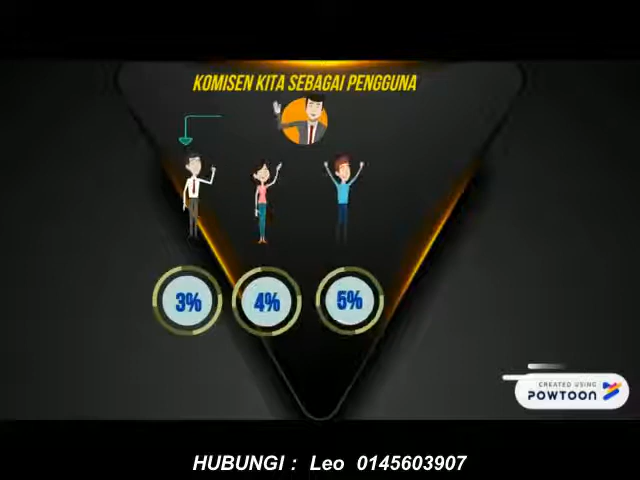 KOMISEN KITA SEBAGAI PENGGUNA
3% 4% 5%
CREATED USING
POWTOON
HUBUNGI : Leo 0145603907